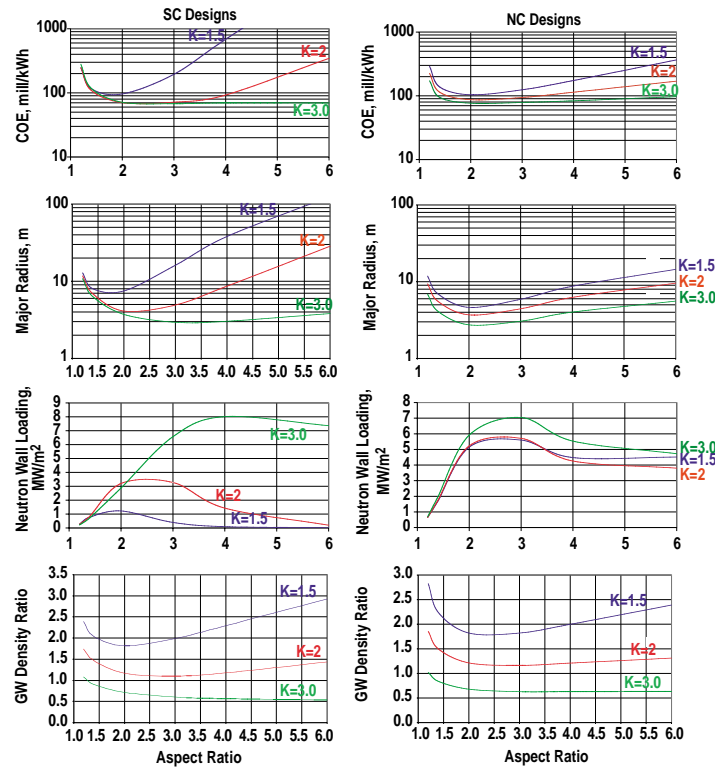 SC Designs
1000
100
10
COE, mill/kWh
K=1.5
K=2
K=3.0
1 2 3 4 5 6
NC Designs
1000
100
10
COE, mill/kWh
K=1.5
K=2
K=3.0
1 2 3 4 5 6
100
10
1
Major Radius, m
K=1.5
K=2
K=3.0
1.0 1.5 2.0 2.5 3.0 3.5 4.0 4.5 5.0 5.5 6.0
100
10
1
Major Radius, m
K=1.5
K=2
K=3.0
1 2 3 4 5 6
9
8
7
6
5
4
3
2
1
0
Neutron Wall Loading,
MW/m²
K=3.0
K=2
K=1.5
1 2 3 4 5 6
8
7
6
5
4
3
2
1
0
Neutron Wall Loading,
MW/m²
K=3.0
K=1.5
K=2
1 2 3 4 5 6
3.5
3.0
2.5
2.0
1.5
1.0
0.5
0.0
GW Density Ratio
K=1.5
K=2
K=3.0
1.0 1.5 2.0 2.5 3.0 3.5 4.0 4.5 5.0 5.5 6.0
Aspect Ratio
3.0
2.5
2.0
1.5
1.0
0.5
0.0
GW Density Ratio
K=1.5
K=2
K=3.0
1.0 1.5 2.0 2.5 3.0 3.5 4.0 4.5 5.0 5.5 6.0
Aspect Ratio